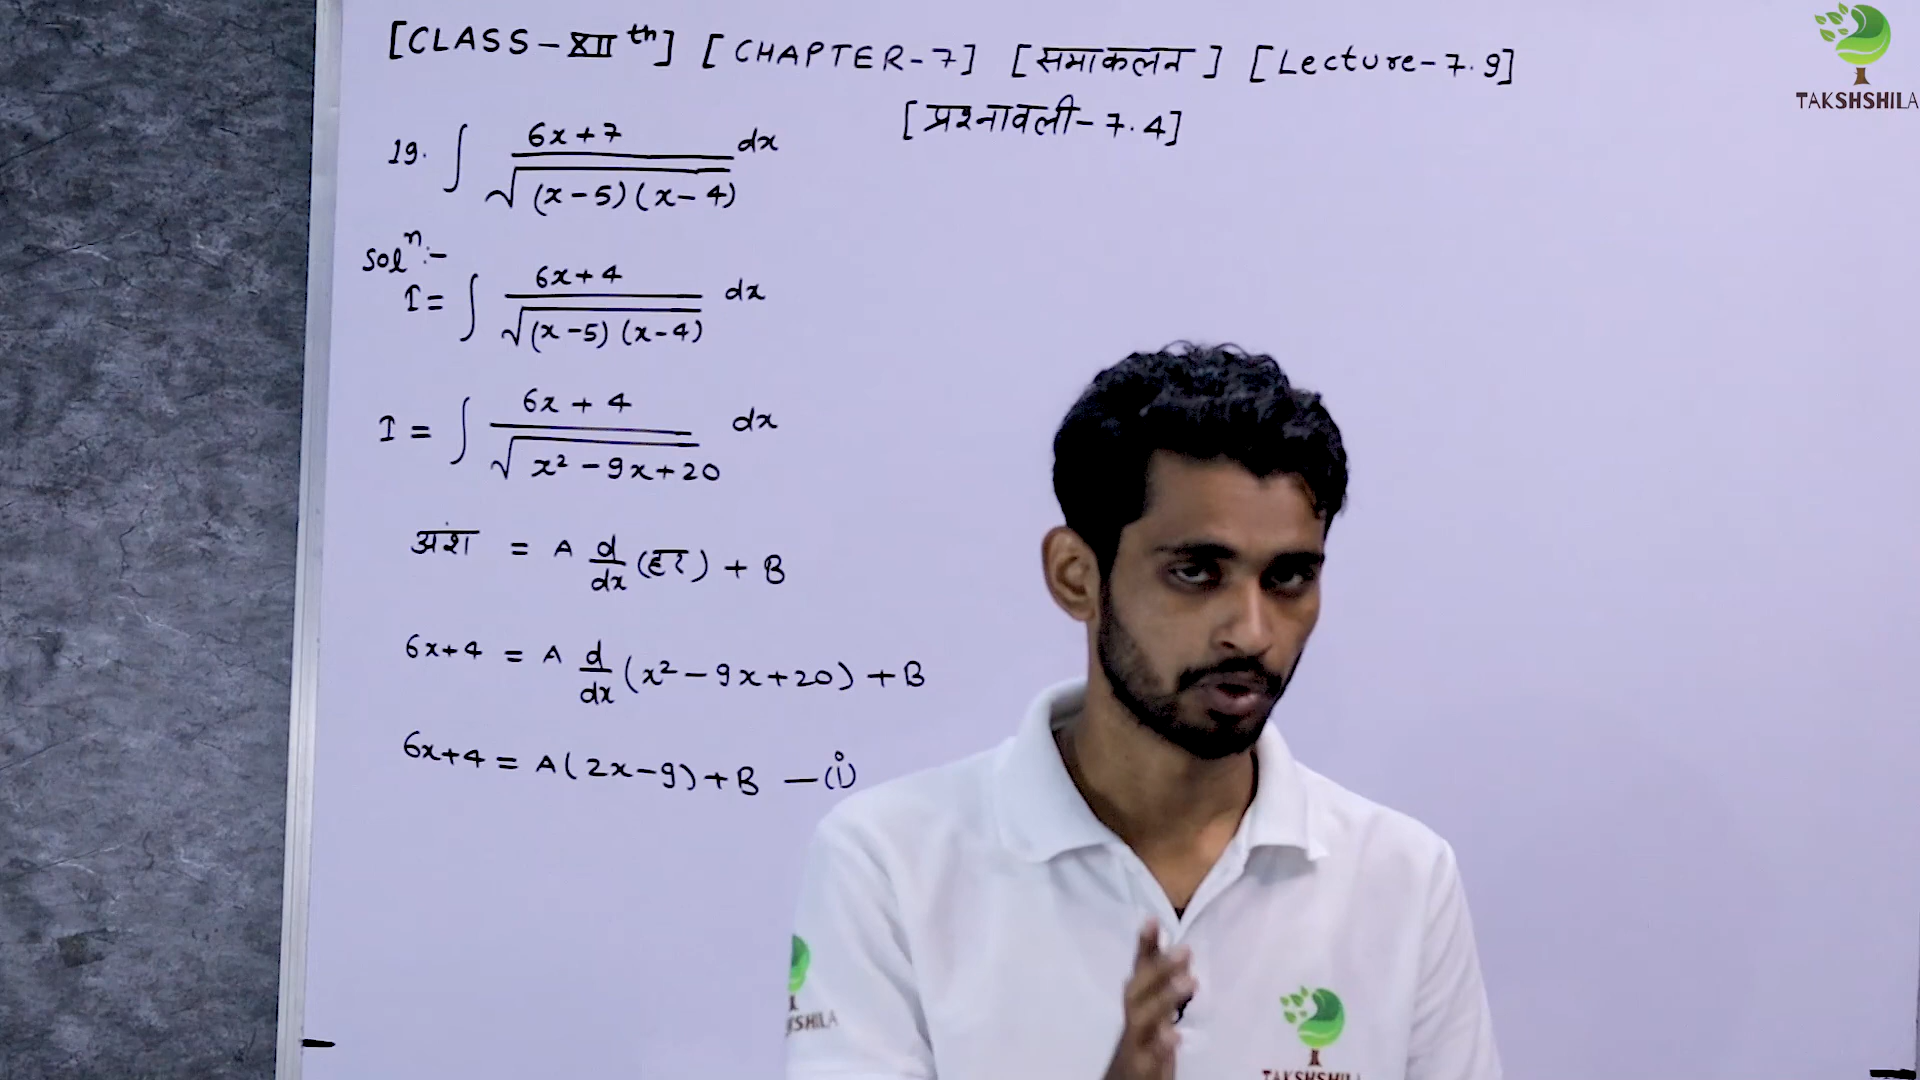 [CLASS-XII th] [CHAPTER-7] [समाकलन] [Lecture-7.9]
[प्रश्नावली-7.4]
TAKSHSHILA
19. ∫ 6x+7 / √(x-5)(x-4) dx
Solⁿ:-
I = ∫ 6x+4 / √(x-5)(x-4) dx
I = ∫ 6x+4 / √x²-9x+20 dx
अंश = A d/dx (हर) + B
6x+4 = A d/dx (x²-9x+20) + B
6x+4 = A(2x-9)+B —(i)
KSHILA
TAKSHSHILA